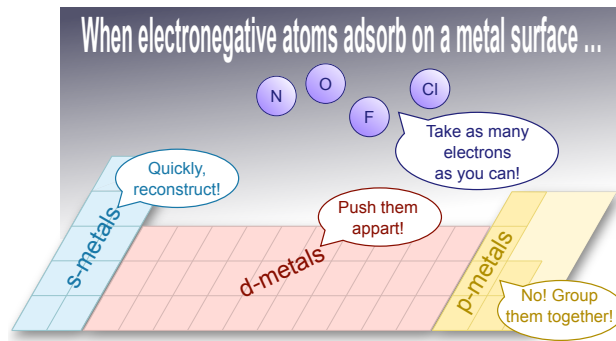 When electronegative atoms adsorb on a metal surface ...
N
O
F
Cl
Take as many
electrons
as you can!
Quickly,
reconstruct!
Push them
appart!
s-metals
d-metals
p-metals
No! Group
them together!